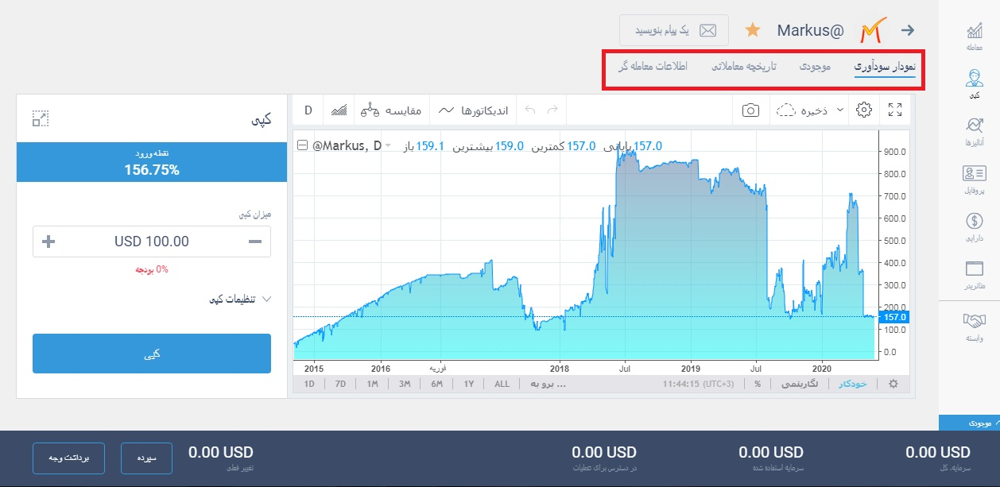 Markus@
یک پیام بنویسید
نمودار سودآوری
موجودی
تاریخچه معاملاتی
اطلاعات معامله گر
معامله
کپی
آنالیزها
پروفایل
دارایی
متاتریدر
وابسته
موجودی
D
مقایسه
اندیکاتورها
ذخیره
@Markus, D
باز 159.1 بیشترین 159.0 کمترین 157.0 پایانی 157.0
900.0
800.0
700.0
600.0
500.0
400.0
300.0
200.0
157.0
100.0
0.0
2015 2016 فوریه 2018 Jul 2019 Jul 2020
1D 7D 1M 3M 6M 1Y ALL برو به ...
11:44:15 (UTC+3) % لگاریتمی خودکار
کپی
نقطه ورود
156.75%
میزان کپی
USD 100.00
0% بودجه
تنظیمات کپی
کپی
0.00 USD
سرمایه. کل
0.00 USD
سرمایه استفاده شده
0.00 USD
در دسترس برای عملیات
0.00 USD
تغییر فعلی
سپرده
برداشت وجه